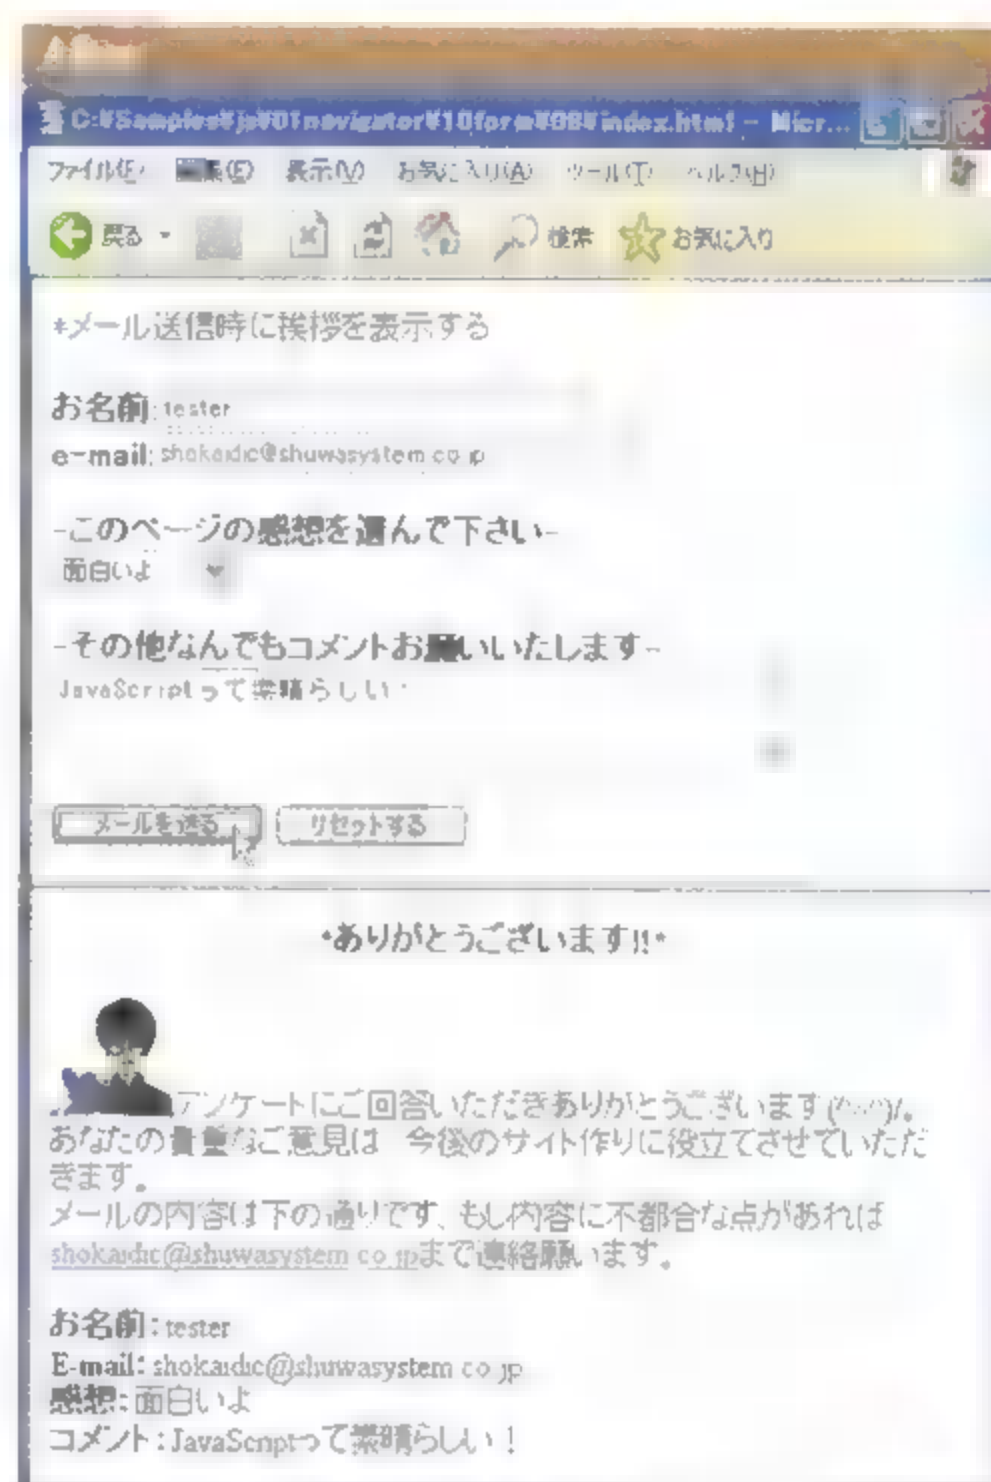 C:¥Samples¥js¥01navigator¥10form¥08¥index.html - Micr...
ファイル(F) 編集(E) 表示(V) お気に入り(A) ツール(T) ヘルプ(H)
戻る 検索 お気に入り
*メール送信時に挨拶を表示する
お名前: tester
e-mail: shokaidic@shuwasystem.co.jp
-このページの感想を選んで下さい-
面白いよ
-その他なんでもコメントお願いいたします-
JavaScriptって素晴らしい!
メールを送る リセットする
*ありがとうございます!!*
アンケートにご回答いただきありがとうございます(^-^)/。
あなたの貴重なご意見は 今後のサイト作りに役立てさせていただ
きます。
メールの内容は下の通りです、もし内容に不都合な点があれば
shokaidic@shuwasystem.co.jpまで連絡願います。
お名前: tester
E-mail: shokaidic@shuwasystem.co.jp
感想: 面白いよ
コメント: JavaScriptって素晴らしい!